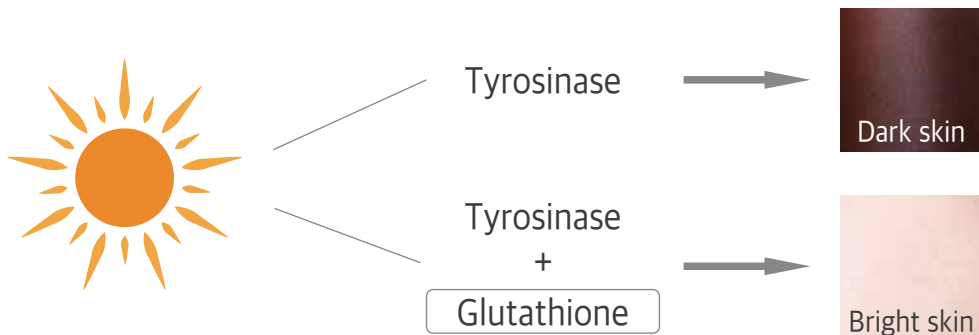 Tyrosinase
Dark skin
Tyrosinase
+
Glutathione
Bright skin